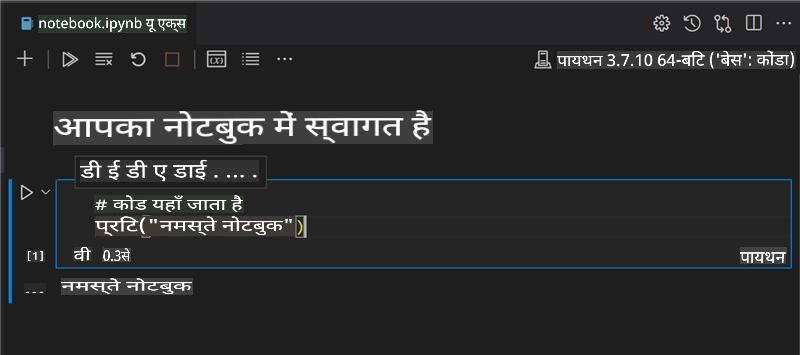 notebook.ipynb यू एक्स
पायथन 3.7.10 64-बिट ('बेस': कोंडा)
आपका नोटबुक में स्वागत है
डी ई डी ए डाई . ... .
# कोड यहाँ जाता है
प्रिंट("नमस्ते नोटबुक")
[1] वी 0.3से पायथन
... नमस्ते नोटबुक